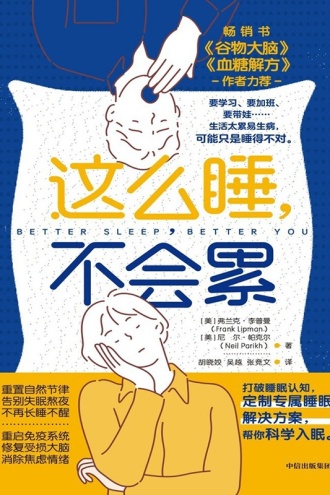 畅销书
《谷物大脑》
《血糖解方》
—作者力荐—
要学习、要加班、
要带娃……
生活太累易生病，
可能只是睡得不对。
这么睡，
BETTER SLEEP, BETTER YOU
不会累
［美］弗兰克·李普曼
（Frank Lipman）
［美］尼 尔·帕克尔
（Neil Parikh）
著
胡晓姣 吴越 张竞文 译
重置自然节律
告别失眠熬夜
不再长睡不醒
重启免疫系统
修复受损大脑
消除焦虑情绪
打破睡眠认知，
定制专属睡眠
解决方案，
帮你科学入眠。
中信出版集团